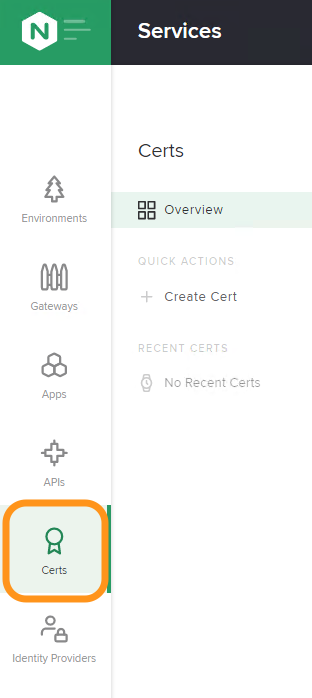 N
Services
Environments
Gateways
Apps
APIs
Certs
Identity Providers
Certs
Overview
QUICK ACTIONS
Create Cert
RECENT CERTS
No Recent Certs